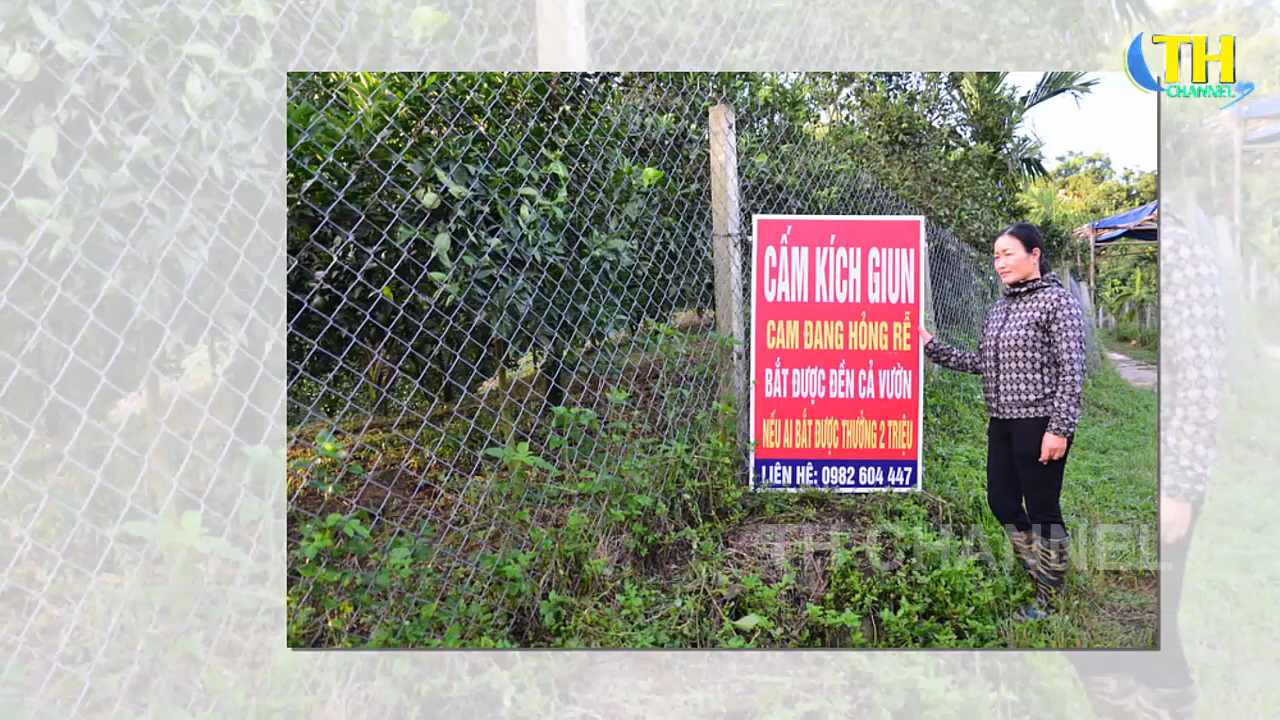 TH
CHANNEL
CẤM KÍCH GIUN
CAM ĐANG HỎNG RỄ
BẮT ĐƯỢC ĐỀN CẢ VƯỜN
NẾU AI BẮT ĐƯỢC THƯỞNG 2 TRIỆU
LIÊN HỆ: 0982 604 447
TH CHANNEL